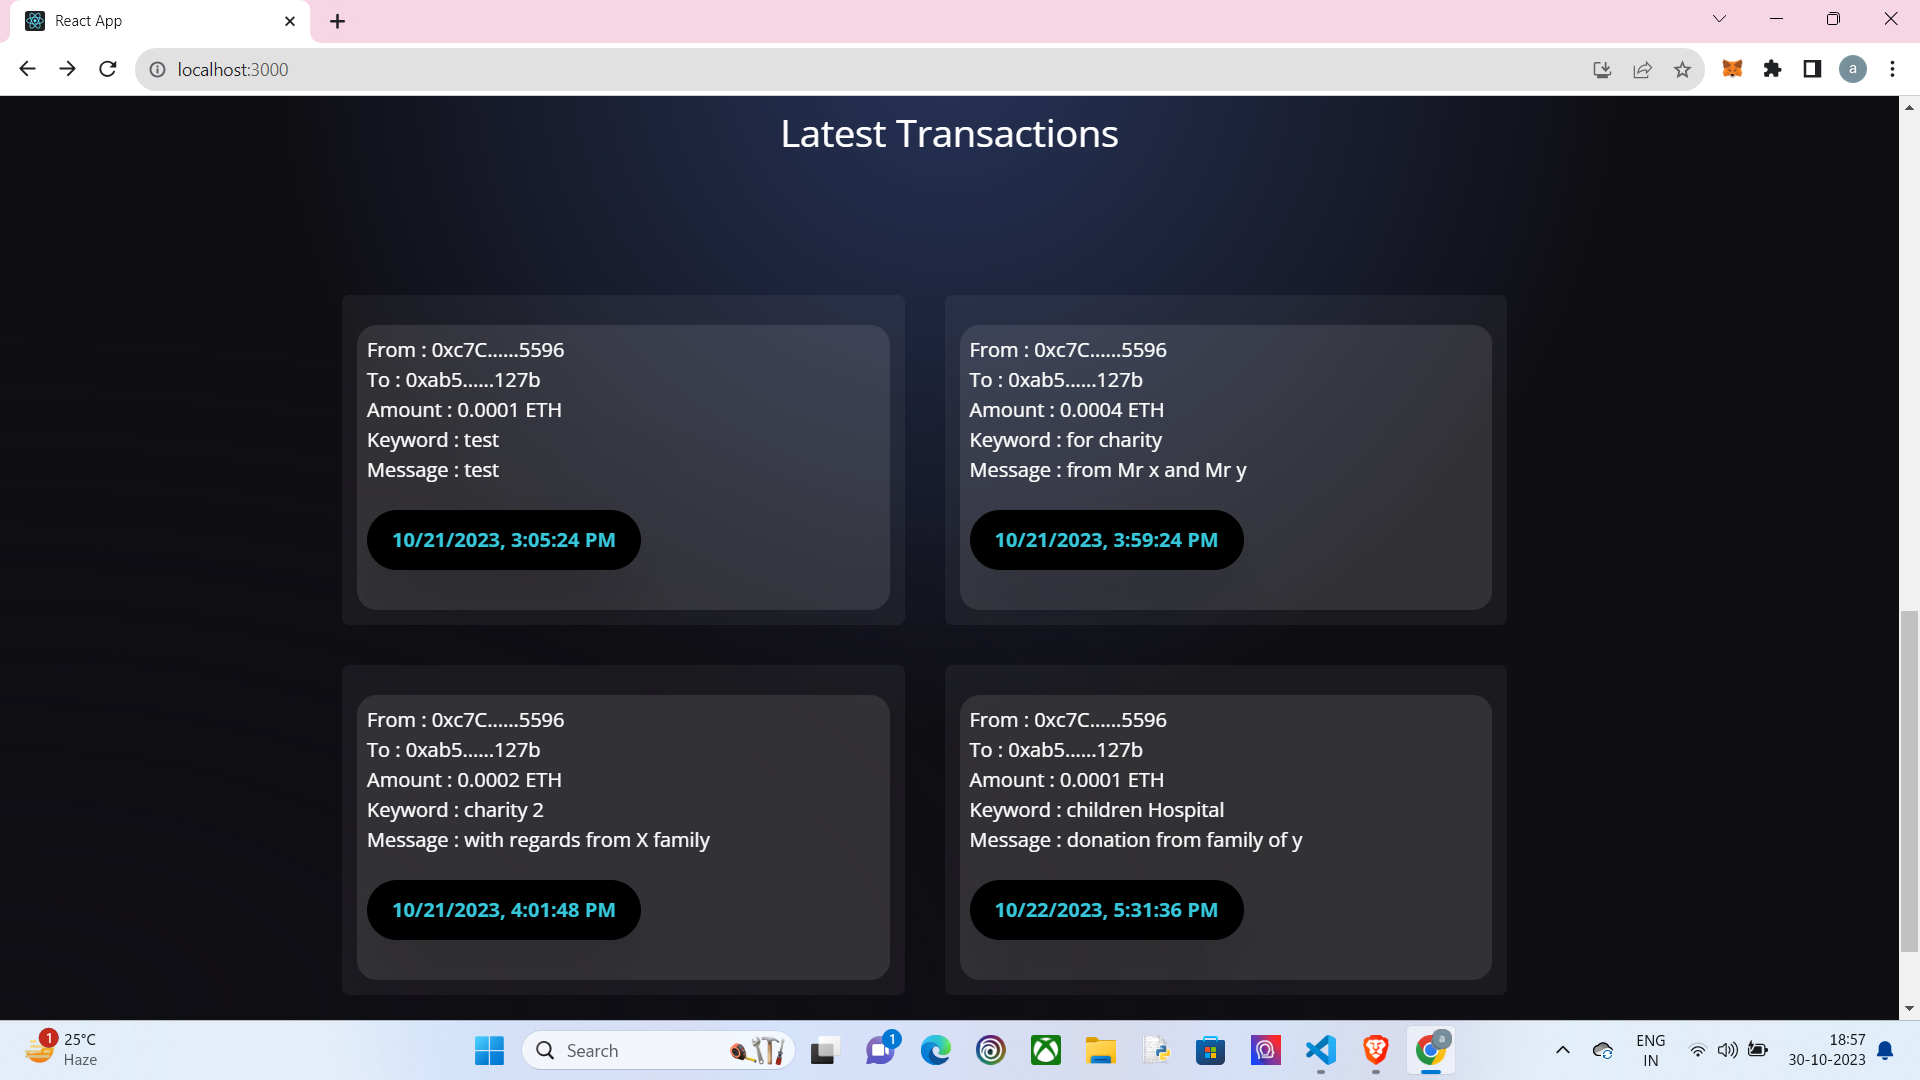 React App
localhost:3000
a
Latest Transactions
From : 0xc7C......5596
To : 0xab5......127b
Amount : 0.0001 ETH
Keyword : test
Message : test
10/21/2023, 3:05:24 PM
From : 0xc7C......5596
To : 0xab5......127b
Amount : 0.0004 ETH
Keyword : for charity
Message : from Mr x and Mr y
10/21/2023, 3:59:24 PM
From : 0xc7C......5596
To : 0xab5......127b
Amount : 0.0002 ETH
Keyword : charity 2
Message : with regards from X family
10/21/2023, 4:01:48 PM
From : 0xc7C......5596
To : 0xab5......127b
Amount : 0.0001 ETH
Keyword : children Hospital
Message : donation from family of y
10/22/2023, 5:31:36 PM
1
25°C
Haze
Search
1
a
ENG
IN
18:57
30-10-2023